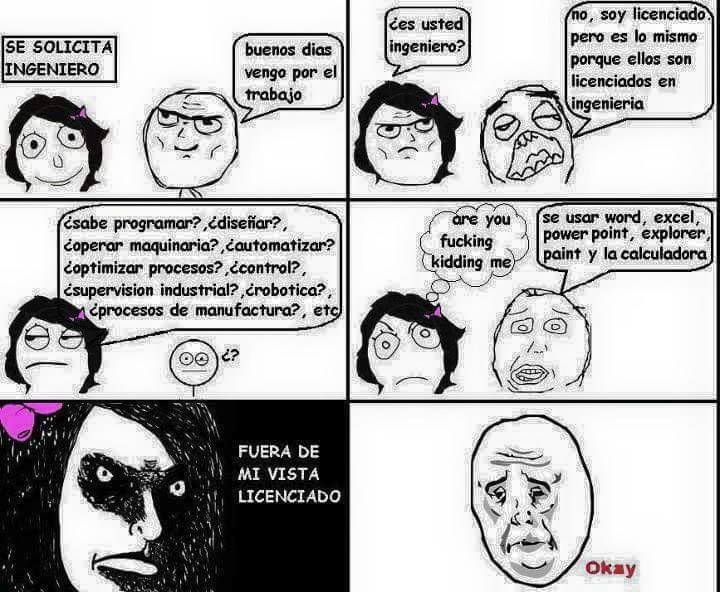 SE SOLICITA
INGENIERO
buenos dias
vengo por el
trabajo
¿es usted
ingeniero?
no, soy licenciado.
pero es lo mismo
porque ellos son
licenciados en
ingenieria
¿sabe programar?,¿diseñar?,
¿operar maquinaria?,¿automatizar?
¿optimizar procesos?,¿control?,
¿supervision industrial?,¿robotica?,
¿procesos de manufactura?, etc
¿?
are you
fucking
kidding me
se usar word, excel,
power point, explorer,
paint y la calculadora
FUERA DE
MI VISTA
LICENCIADO
Okay